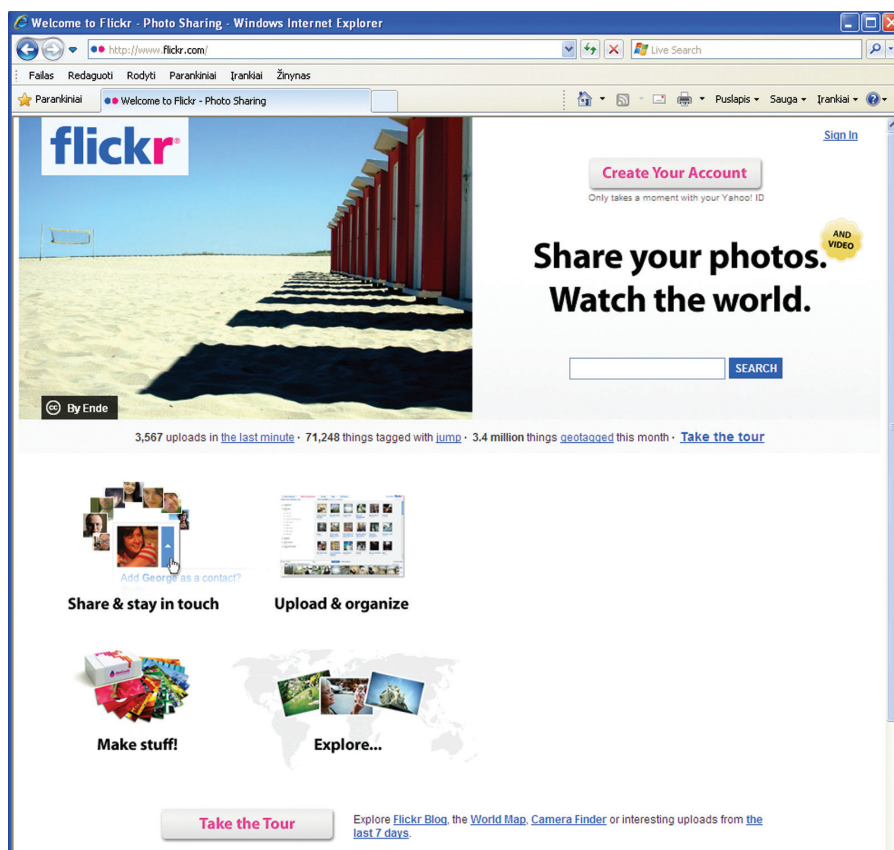 Welcome to Flickr - Photo Sharing - Windows Internet Explorer
http://www.flickr.com/
Live Search
Failas Redaguoti Rodyti Parankiniai Įrankiai Žinynas
Parankiniai
Welcome to Flickr - Photo Sharing
Puslapis Sauga Įrankiai
flickr®
Sign In
Create Your Account
Only takes a moment with your Yahoo! ID
AND
VIDEO
Share your photos.
Watch the world.
SEARCH
cc By Ende
3,567 uploads in the last minute · 71,248 things tagged with jump · 3.4 million things geotagged this month · Take the tour
Add George as a contact?
Share & stay in touch
Upload & organize
Make stuff!
Explore...
Take the Tour
Explore Flickr Blog, the World Map, Camera Finder or interesting uploads from the
last 7 days.